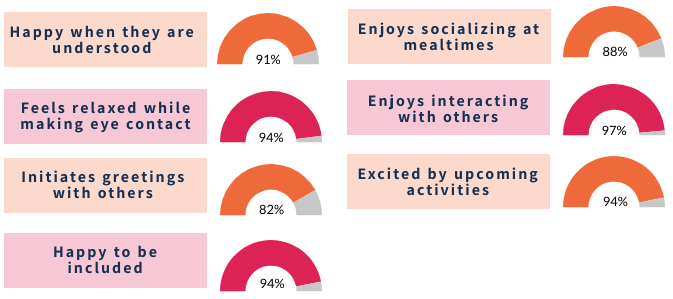 Happy when they are
understood
91%
Feels relaxed while
making eye contact
94%
Initiates greetings
with others
82%
Happy to be
included
94%
Enjoys socializing at
mealtimes
88%
Enjoys interacting
with others
97%
Excited by upcoming
activities
94%